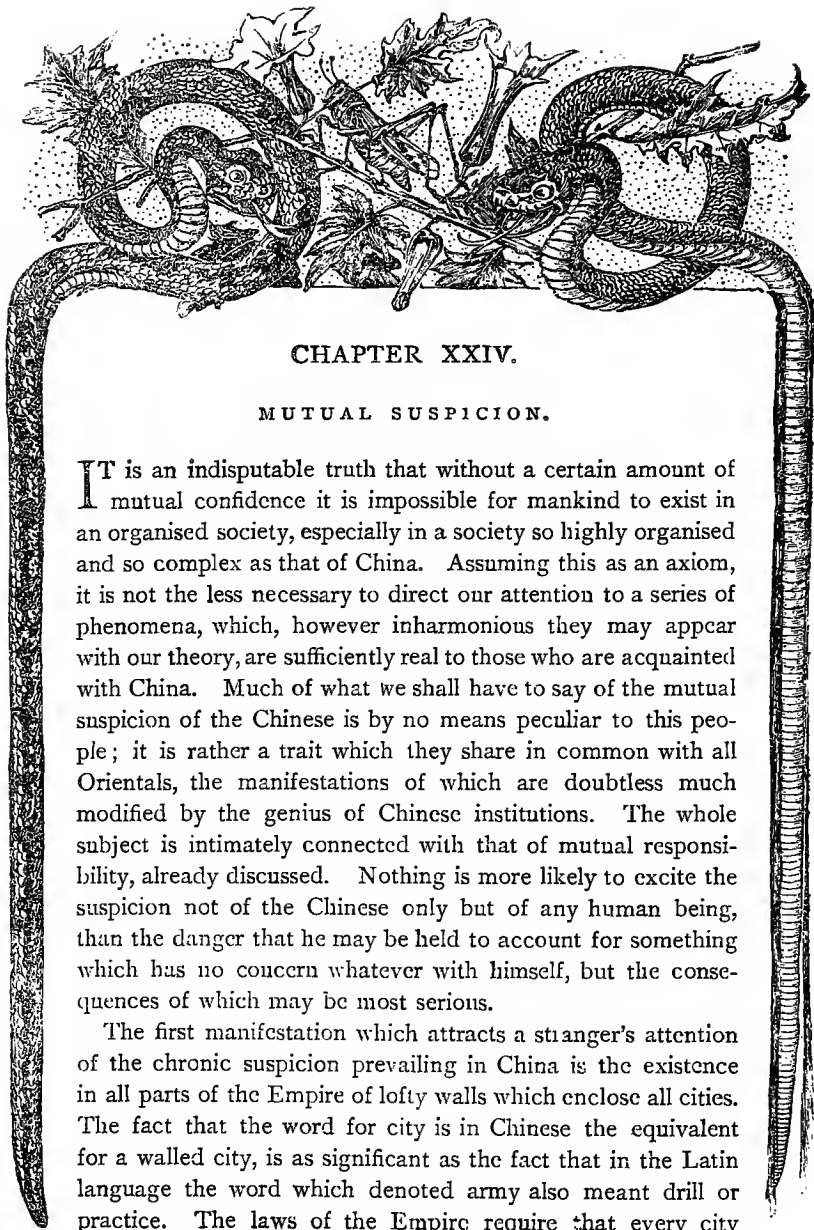 CHAPTER XXIV.
MUTUAL SUSPICION.
IT is an indisputable truth that without a certain amount of
mutual confidence it is impossible for mankind to exist in
an organised society, especially in a society so highly organised
and so complex as that of China. Assuming this as an axiom,
it is not the less necessary to direct our attention to a series of
phenomena, which, however inharmonious they may appear
with our theory, are sufficiently real to those who are acquainted
with China. Much of what we shall have to say of the mutual
suspicion of the Chinese is by no means peculiar to this peo-
ple; it is rather a trait which they share in common with all
Orientals, the manifestations of which are doubtless much
modified by the genius of Chinese institutions. The whole
subject is intimately connected with that of mutual responsi-
bility, already discussed. Nothing is more likely to excite the
suspicion not of the Chinese only but of any human being,
than the danger that he may be held to account for something
which has no concern whatever with himself, but the conse-
quences of which may be most serious.
The first manifestation which attracts a stranger's attention
of the chronic suspicion prevailing in China is the existence
in all parts of the Empire of lofty walls which enclose all cities.
The fact that the word for city is in Chinese the equivalent
for a walled city, is as significant as the fact that in the Latin
language the word which denoted army also meant drill or
practice. The laws of the Empire require that every city